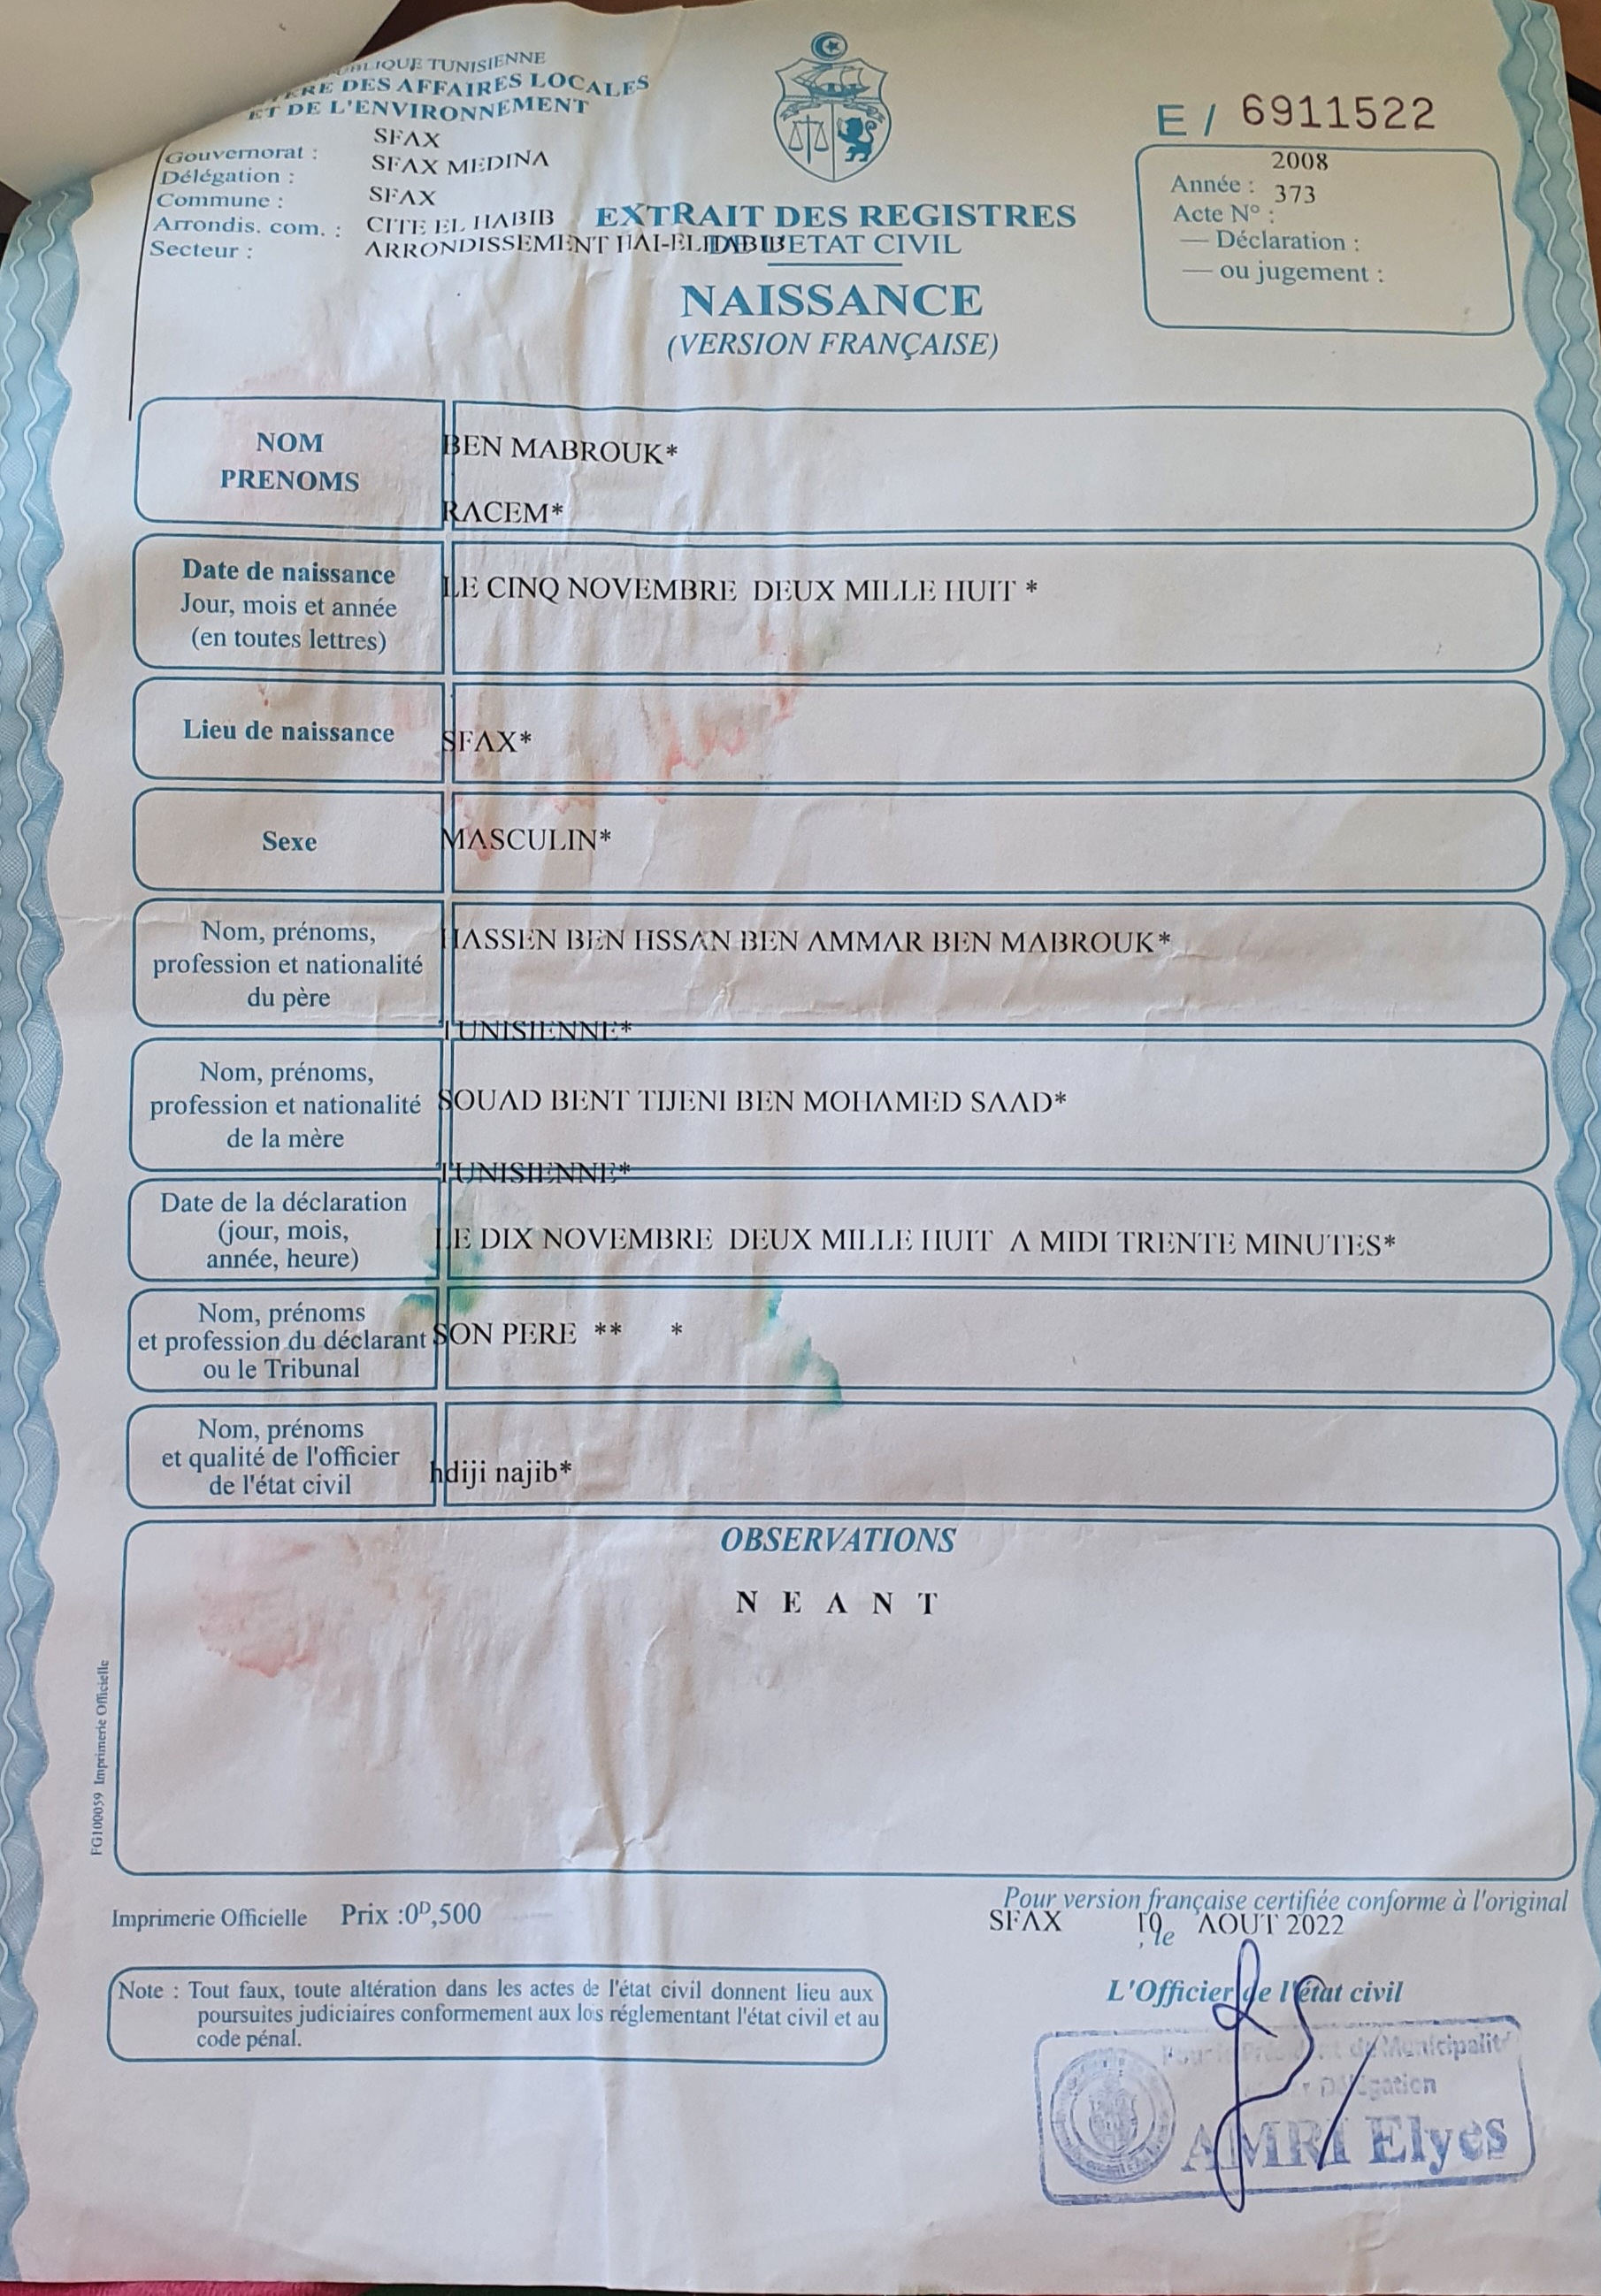 TUNISIENNE
DES AFFAIRES LOCALES
ET DE L'ENVIRONNEMENT
Gouvernorat : SFAX
Délégation : SFAX MEDINA
Commune : SFAX
Arrondis. com. : CITE EL HABIB
Secteur : ARRONDISSEMENT HAI-ELHABIB
EXTRAIT DES REGISTRES
DE L'ETAT CIVIL
NAISSANCE
(VERSION FRANÇAISE)
E / 6911522
Année : 2008
Acte N° : 373
— Déclaration :
— ou jugement :
NOM
PRENOMS
BEN MABROUK*
RACEM*
Date de naissance
Jour, mois et année
(en toutes lettres)
LE CINQ NOVEMBRE DEUX MILLE HUIT *
Lieu de naissance
SFAX*
Sexe
MASCULIN*
Nom, prénoms,
profession et nationalité
du père
HASSEN BEN HSSAN BEN AMMAR BEN MABROUK*
TUNISIENNE*
Nom, prénoms,
profession et nationalité
de la mère
SOUAD BENT TIJENI BEN MOHAMED SAAD*
TUNISIENNE*
Date de la déclaration
(jour, mois,
année, heure)
LE DIX NOVEMBRE DEUX MILLE HUIT A MIDI TRENTE MINUTES*
Nom, prénoms
et profession du déclarant
ou le Tribunal
SON PERE ** *
Nom, prénoms
et qualité de l'officier
de l'état civil
hdiji najib*
OBSERVATIONS
N E A N T
FG100059 Imprimerie Officielle
Imprimerie Officielle Prix :0ᴰ,500
Pour version française certifiée conforme à l'original
SFAX , le 10 AOUT 2022
L'Officier de l'état civil
Note : Tout faux, toute altération dans les actes de l'état civil donnent lieu aux
poursuites judiciaires conformement aux lois réglementant l'état civil et au
code pénal.
Pour le Président de Municipalité
Délégation
AMRI Elyes